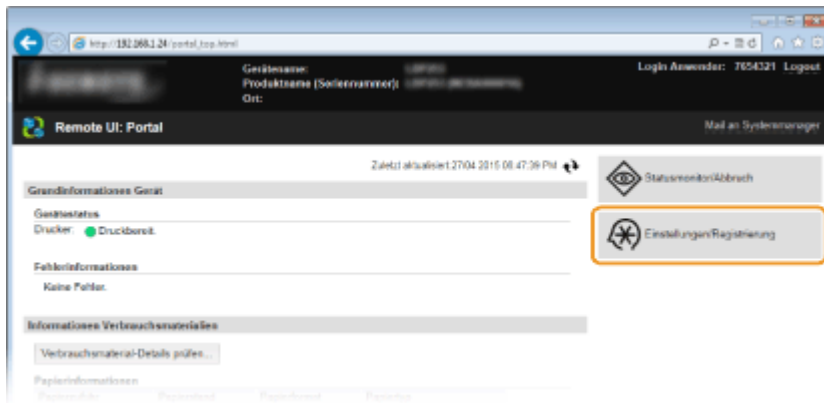 http://192.168.1.24/portal_top.html
Gerätename:
Login Anwender: 7654321 Logout
Produktname (Seriennummer):
Ort:
Remote UI: Portal
Mail an Systemmanager
Zuletzt aktualisiert 27/04 2015 06:47:39 PM
Statusmonitor/Abbruch
Grundinformationen Gerät
Gerätestatus
Drucker: Druckbereit.
Einstellungen/Registrierung
Fehlerinformationen
Keine Fehler.
Informationen Verbrauchsmaterialien
Verbrauchsmaterial-Details prüfen...
Papierinformationen